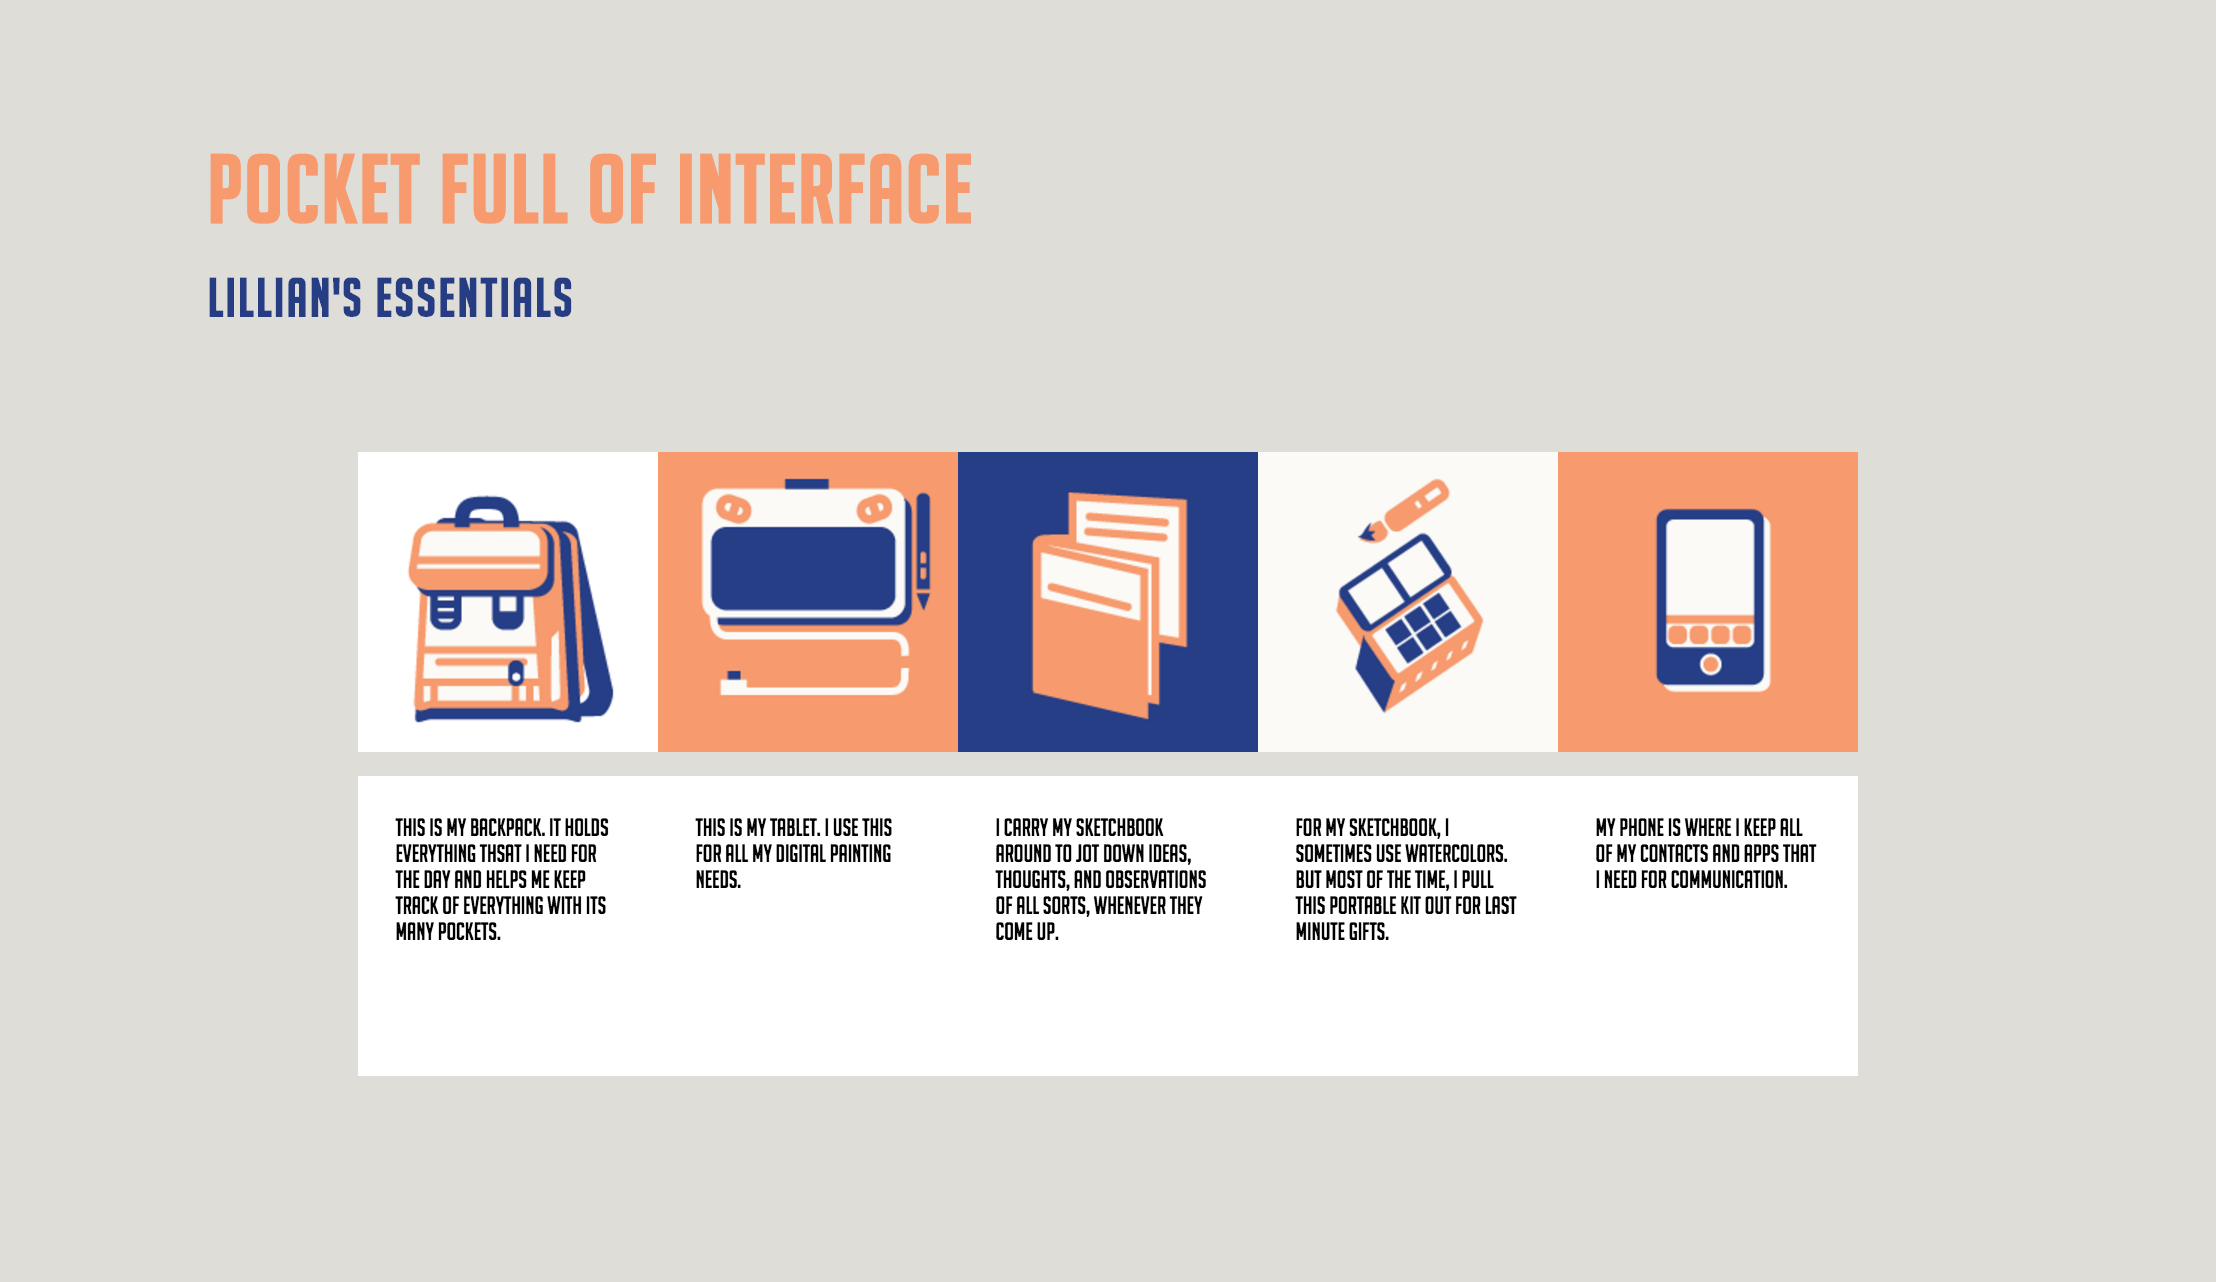 POCKET FULL OF INTERFACE
LILLIAN'S ESSENTIALS
THIS IS MY BACKPACK. IT HOLDS
EVERYTHING THSAT I NEED FOR
THE DAY AND HELPS ME KEEP
TRACK OF EVERYTHING WITH ITS
MANY POCKETS.
THIS IS MY TABLET. I USE THIS
FOR ALL MY DIGITAL PAINTING
NEEDS.
I CARRY MY SKETCHBOOK
AROUND TO JOT DOWN IDEAS,
THOUGHTS, AND OBSERVATIONS
OF ALL SORTS, WHENEVER THEY
COME UP.
FOR MY SKETCHBOOK, I
SOMETIMES USE WATERCOLORS.
BUT MOST OF THE TIME, I PULL
THIS PORTABLE KIT OUT FOR LAST
MINUTE GIFTS.
MY PHONE IS WHERE I KEEP ALL
OF MY CONTACTS AND APPS THAT
I NEED FOR COMMUNICATION.